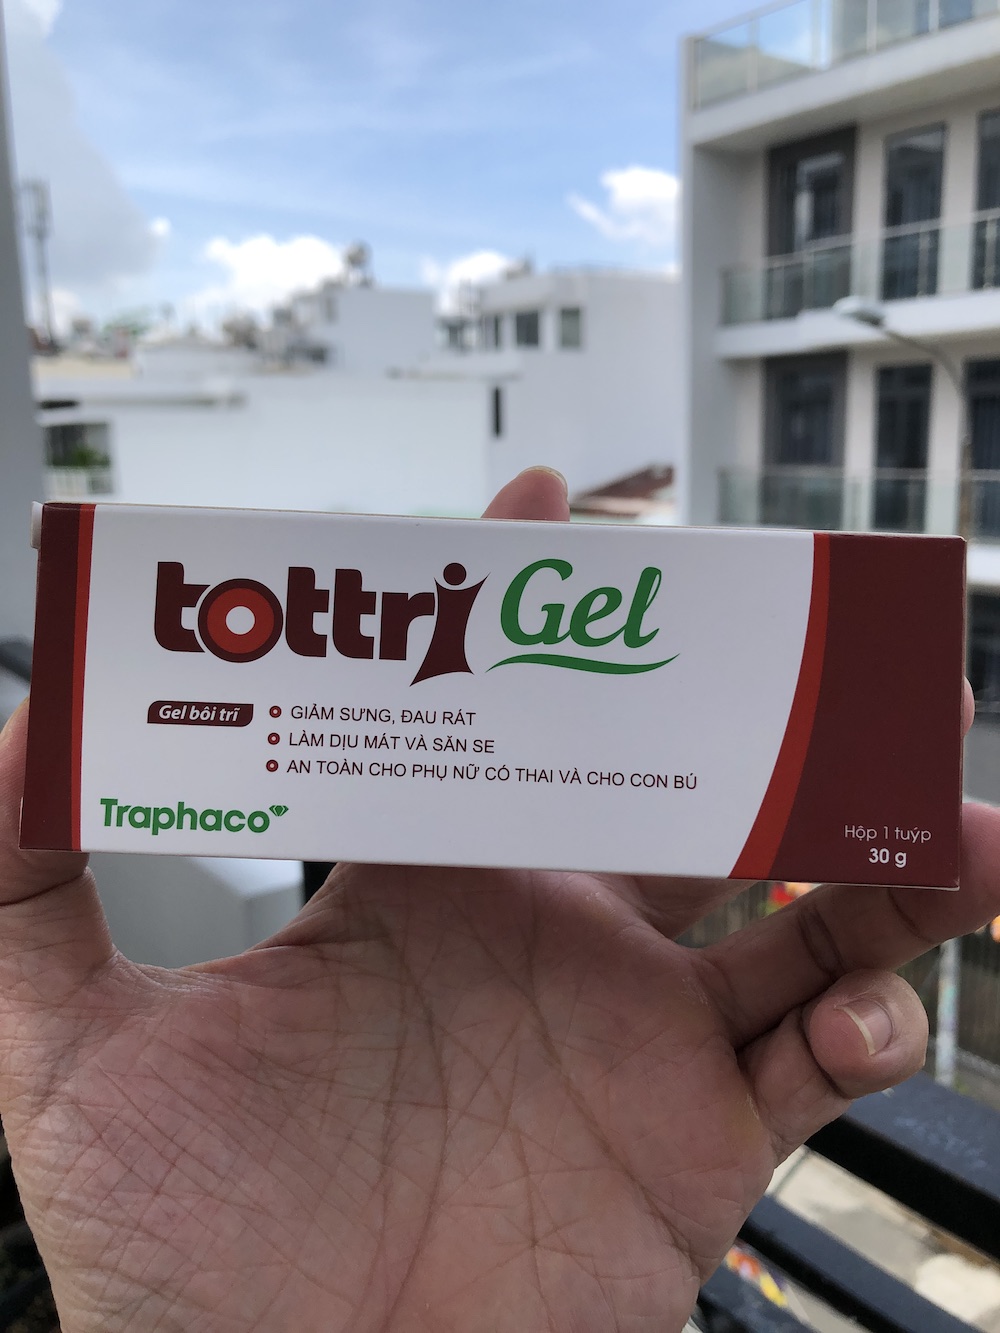 tottri Gel
Gel bôi trĩ
GIẢM SƯNG, ĐAU RÁT
LÀM DỊU MÁT VÀ SĂN SE
AN TOÀN CHO PHỤ NỮ CÓ THAI VÀ CHO CON BÚ
Traphaco
Hộp 1 tuýp
30 g